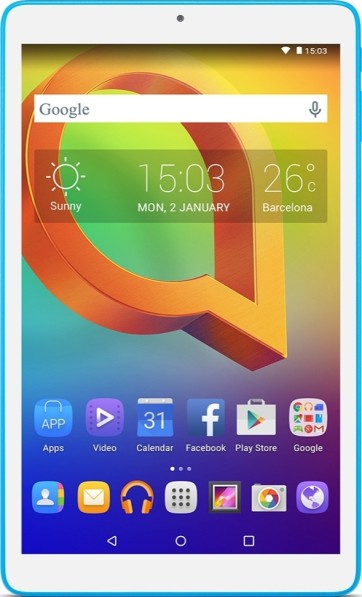 15:03
Google
15:03
26°c
Sunny
MON, 2 JANUARY
Barcelona
APP
31
Apps
Video
Calendar
Facebook
Play Store
Google